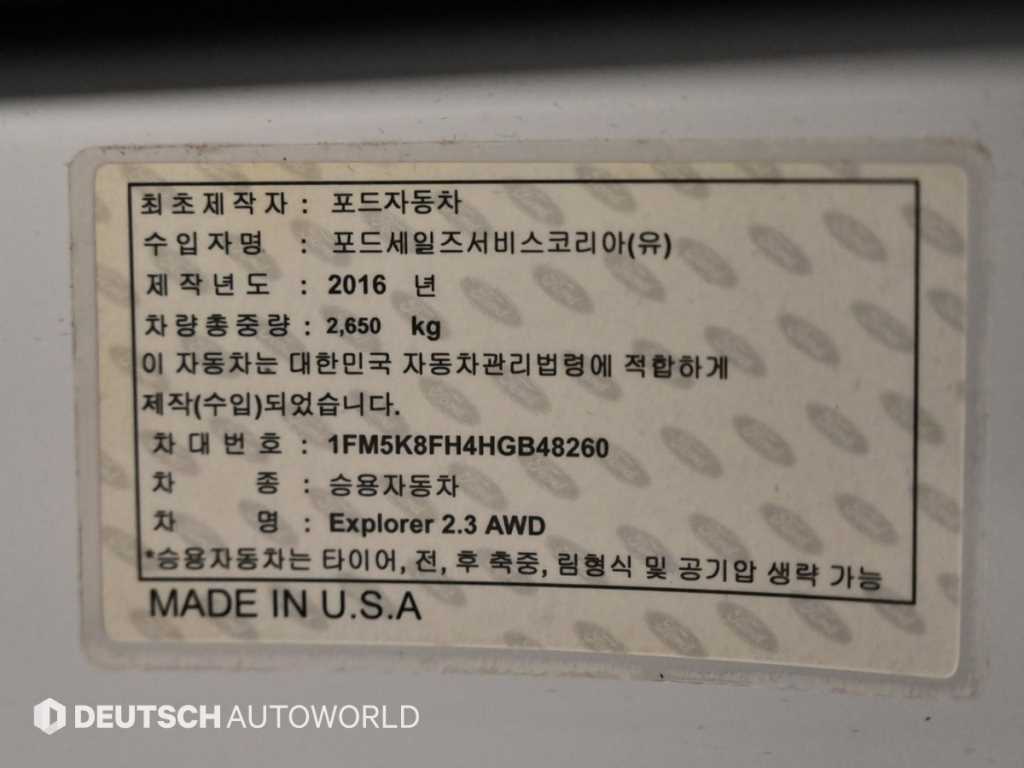 최초제작자 : 포드자동차
수입자명 : 포드세일즈서비스코리아(유)
제작년도 : 2016 년
차량총중량 : 2,650 kg
이 자동차는 대한민국 자동차관리법령에 적합하게
제작(수입)되었습니다.
차대번호 : 1FM5K8FH4HGB48260
차 종 : 승용자동차
차 명 : Explorer 2.3 AWD
*승용자동차는 타이어, 전, 후 축중, 림형식 및 공기압 생략 가능
MADE IN U.S.A
DEUTSCH AUTOWORLD